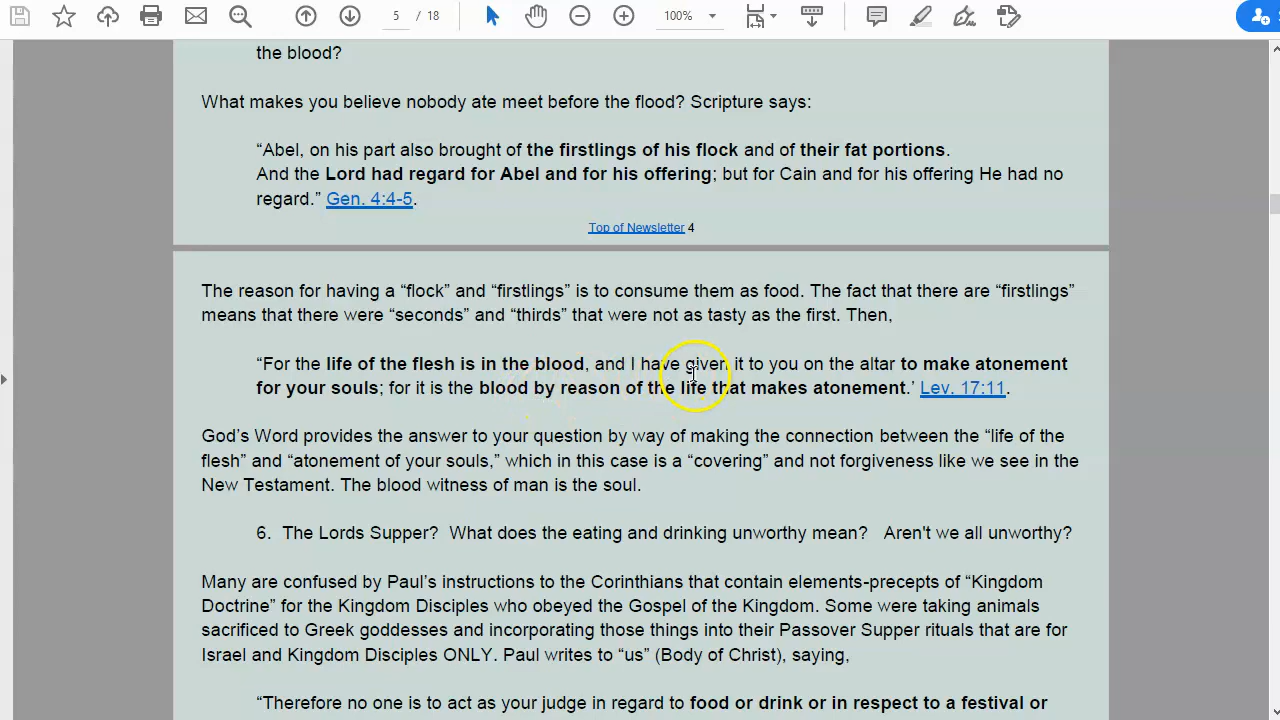 5 / 18
100%
the blood?
What makes you believe nobody ate meet before the flood? Scripture says:
“Abel, on his part also brought of the firstlings of his flock and of their fat portions.
And the Lord had regard for Abel and for his offering; but for Cain and for his offering He had no
regard.” Gen. 4:4-5.
Top of Newsletter 4
The reason for having a “flock” and “firstlings” is to consume them as food. The fact that there are “firstlings”
means that there were “seconds” and “thirds” that were not as tasty as the first. Then,
“For the life of the flesh is in the blood, and I have given it to you on the altar to make atonement
for your souls; for it is the blood by reason of the life that makes atonement.’ Lev. 17:11.
God’s Word provides the answer to your question by way of making the connection between the “life of the
flesh” and “atonement of your souls,” which in this case is a “covering” and not forgiveness like we see in the
New Testament. The blood witness of man is the soul.
6. The Lords Supper? What does the eating and drinking unworthy mean? Aren't we all unworthy?
Many are confused by Paul’s instructions to the Corinthians that contain elements-precepts of “Kingdom
Doctrine” for the Kingdom Disciples who obeyed the Gospel of the Kingdom. Some were taking animals
sacrificed to Greek goddesses and incorporating those things into their Passover Supper rituals that are for
Israel and Kingdom Disciples ONLY. Paul writes to “us” (Body of Christ), saying,
“Therefore no one is to act as your judge in regard to food or drink or in respect to a festival or